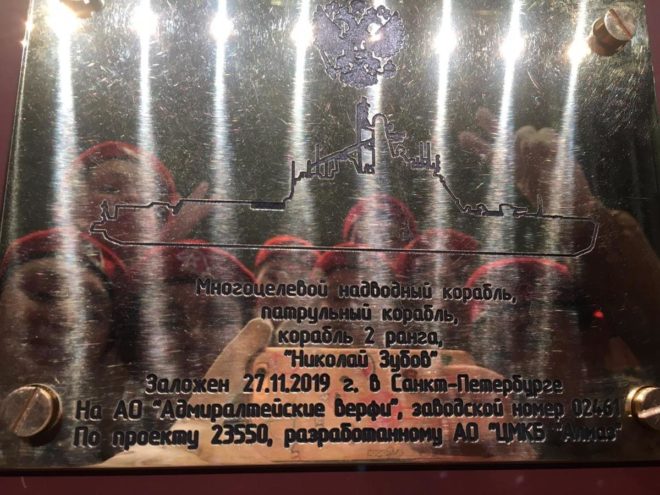 Многоцелевой надводный корабль,
патрульный корабль,
корабль 2 ранга,
"Николай Зубов"
Заложен 27.11.2019 г. в Санкт-Петербурге
На АО "Адмиралтейские верфи", заводской номер 02461
По проекту 23550, разработанному АО "ЦМКБ "Алмаз"